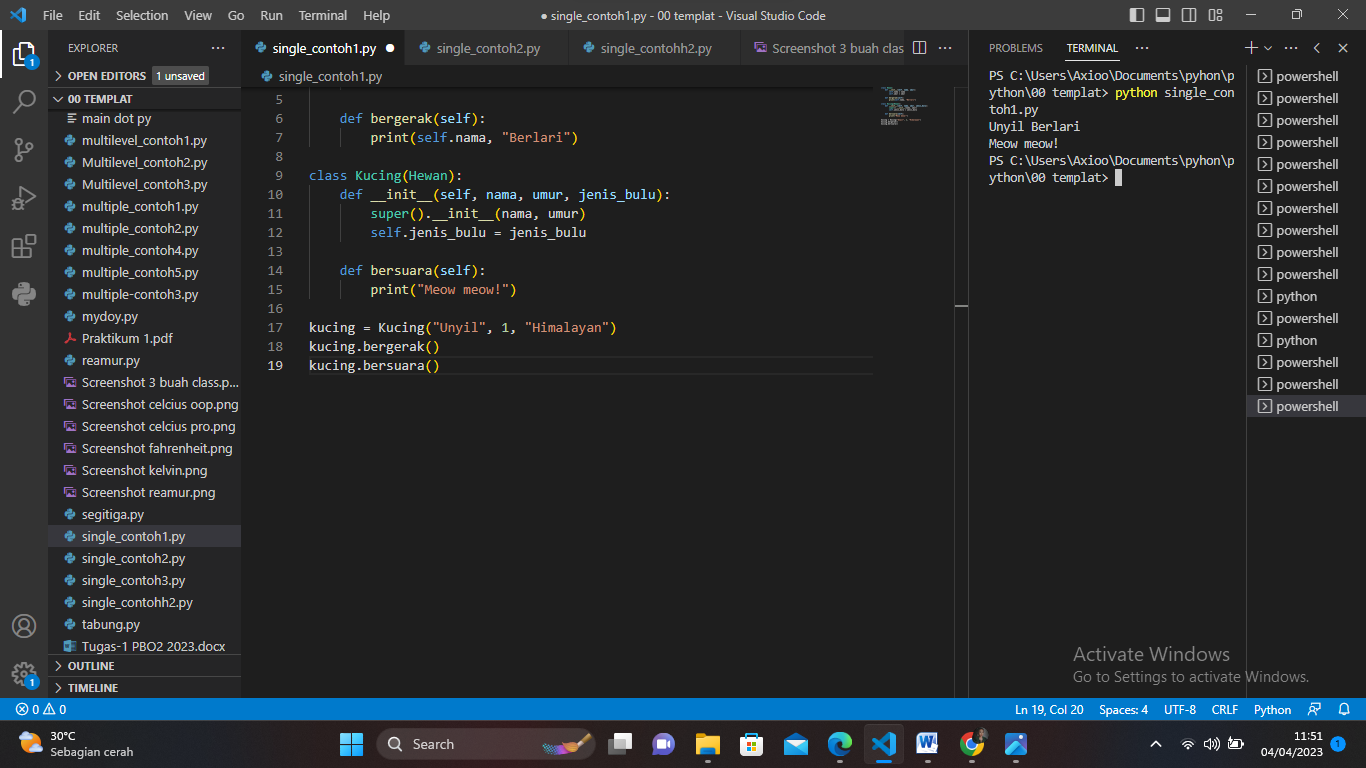 File Edit Selection View Go Run Terminal Help
● single_contoh1.py - 00 templat - Visual Studio Code
EXPLORER
OPEN EDITORS 1 unsaved
00 TEMPLAT
main dot py
multilevel_contoh1.py
Multilevel_contoh2.py
Multilevel_contoh3.py
multiple_contoh1.py
multiple_contoh2.py
multiple_contoh4.py
multiple_contoh5.py
multiple-contoh3.py
mydoy.py
Praktikum 1.pdf
reamur.py
Screenshot 3 buah class.p...
Screenshot celcius oop.png
Screenshot celcius pro.png
Screenshot fahrenheit.png
Screenshot kelvin.png
Screenshot reamur.png
segitiga.py
single_contoh1.py
single_contoh2.py
single_contoh3.py
single_contohh2.py
tabung.py
Tugas-1 PBO2 2023.docx
OUTLINE
TIMELINE
1
1
single_contoh1.py ● single_contoh2.py single_contohh2.py Screenshot 3 buah clas
single_contoh1.py
5
6 def bergerak(self):
7 print(self.nama, "Berlari")
8
9 class Kucing(Hewan):
10 def __init__(self, nama, umur, jenis_bulu):
11 super().__init__(nama, umur)
12 self.jenis_bulu = jenis_bulu
13
14 def bersuara(self):
15 print("Meow meow!")
16
17 kucing = Kucing("Unyil", 1, "Himalayan")
18 kucing.bergerak()
19 kucing.bersuara()
PROBLEMS TERMINAL
PS C:\Users\Axioo\Documents\pyhon\p
ython\00 templat> python single_con
toh1.py
Unyil Berlari
Meow meow!
PS C:\Users\Axioo\Documents\pyhon\p
ython\00 templat>
powershell
powershell
powershell
powershell
powershell
powershell
powershell
powershell
powershell
powershell
python
powershell
python
powershell
powershell
powershell
Activate Windows
Go to Settings to activate Windows.
0 0
Ln 19, Col 20 Spaces: 4 UTF-8 CRLF Python
30°C
Sebagian cerah
Search
11:51
04/04/2023
1